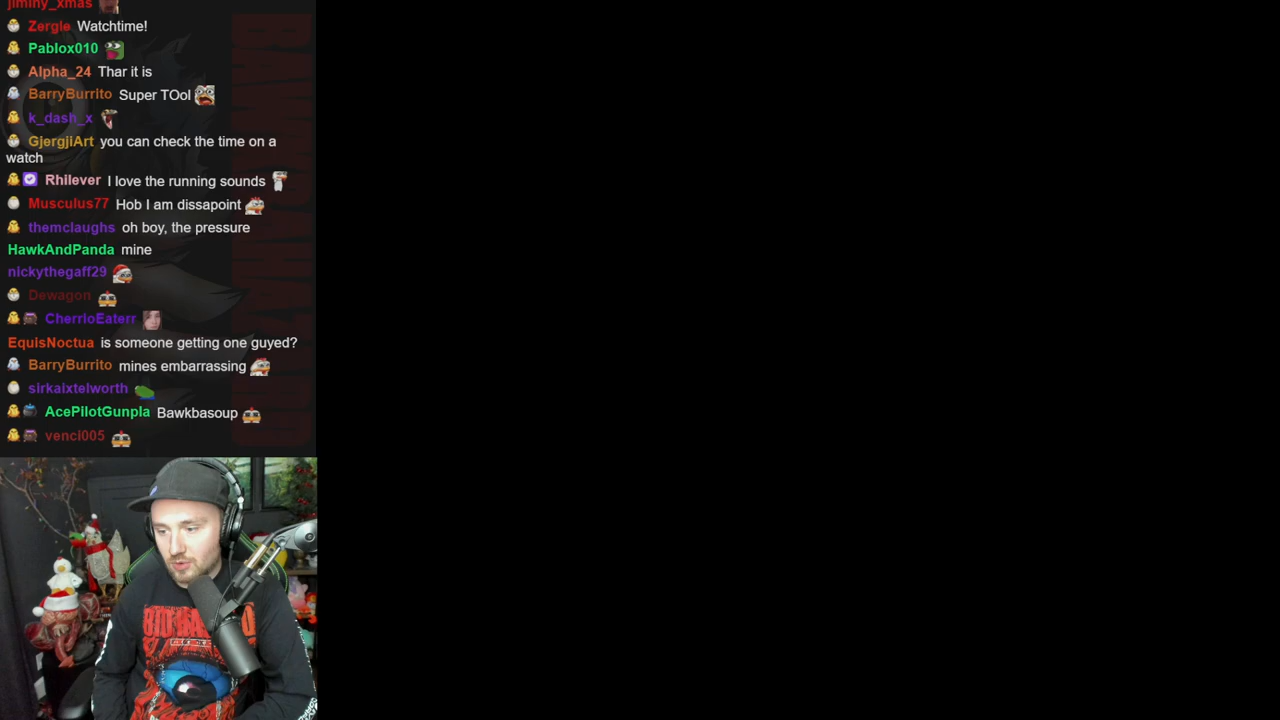 jiminy_xmas
Zergle Watchtime!
Pablox010
Alpha_24 Thar it is
BarryBurrito Super TOol
k_dash_x
GjergjiArt you can check the time on a
watch
Rhilever I love the running sounds
Musculus77 Hob I am dissapoint
themclaughs oh boy, the pressure
HawkAndPanda mine
nickythegaff29
Dewagon
CherrioEaterr
EquisNoctua is someone getting one guyed?
BarryBurrito mines embarrassing
sirkaixtelworth
AcePilotGunpla Bawkbasoup
venci005